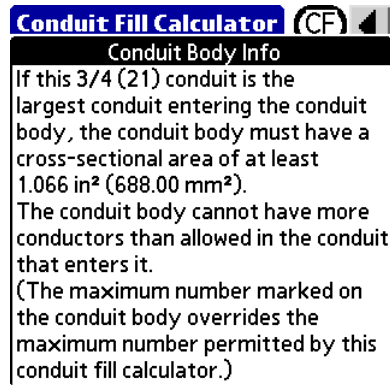 Conduit Fill Calculator CF
Conduit Body Info
If this 3/4 (21) conduit is the
largest conduit entering the conduit
body, the conduit body must have a
cross-sectional area of at least
1.066 in² (688.00 mm²).
The conduit body cannot have more
conductors than allowed in the conduit
that enters it.
(The maximum number marked on
the conduit body overrides the
maximum number permitted by this
conduit fill calculator.)